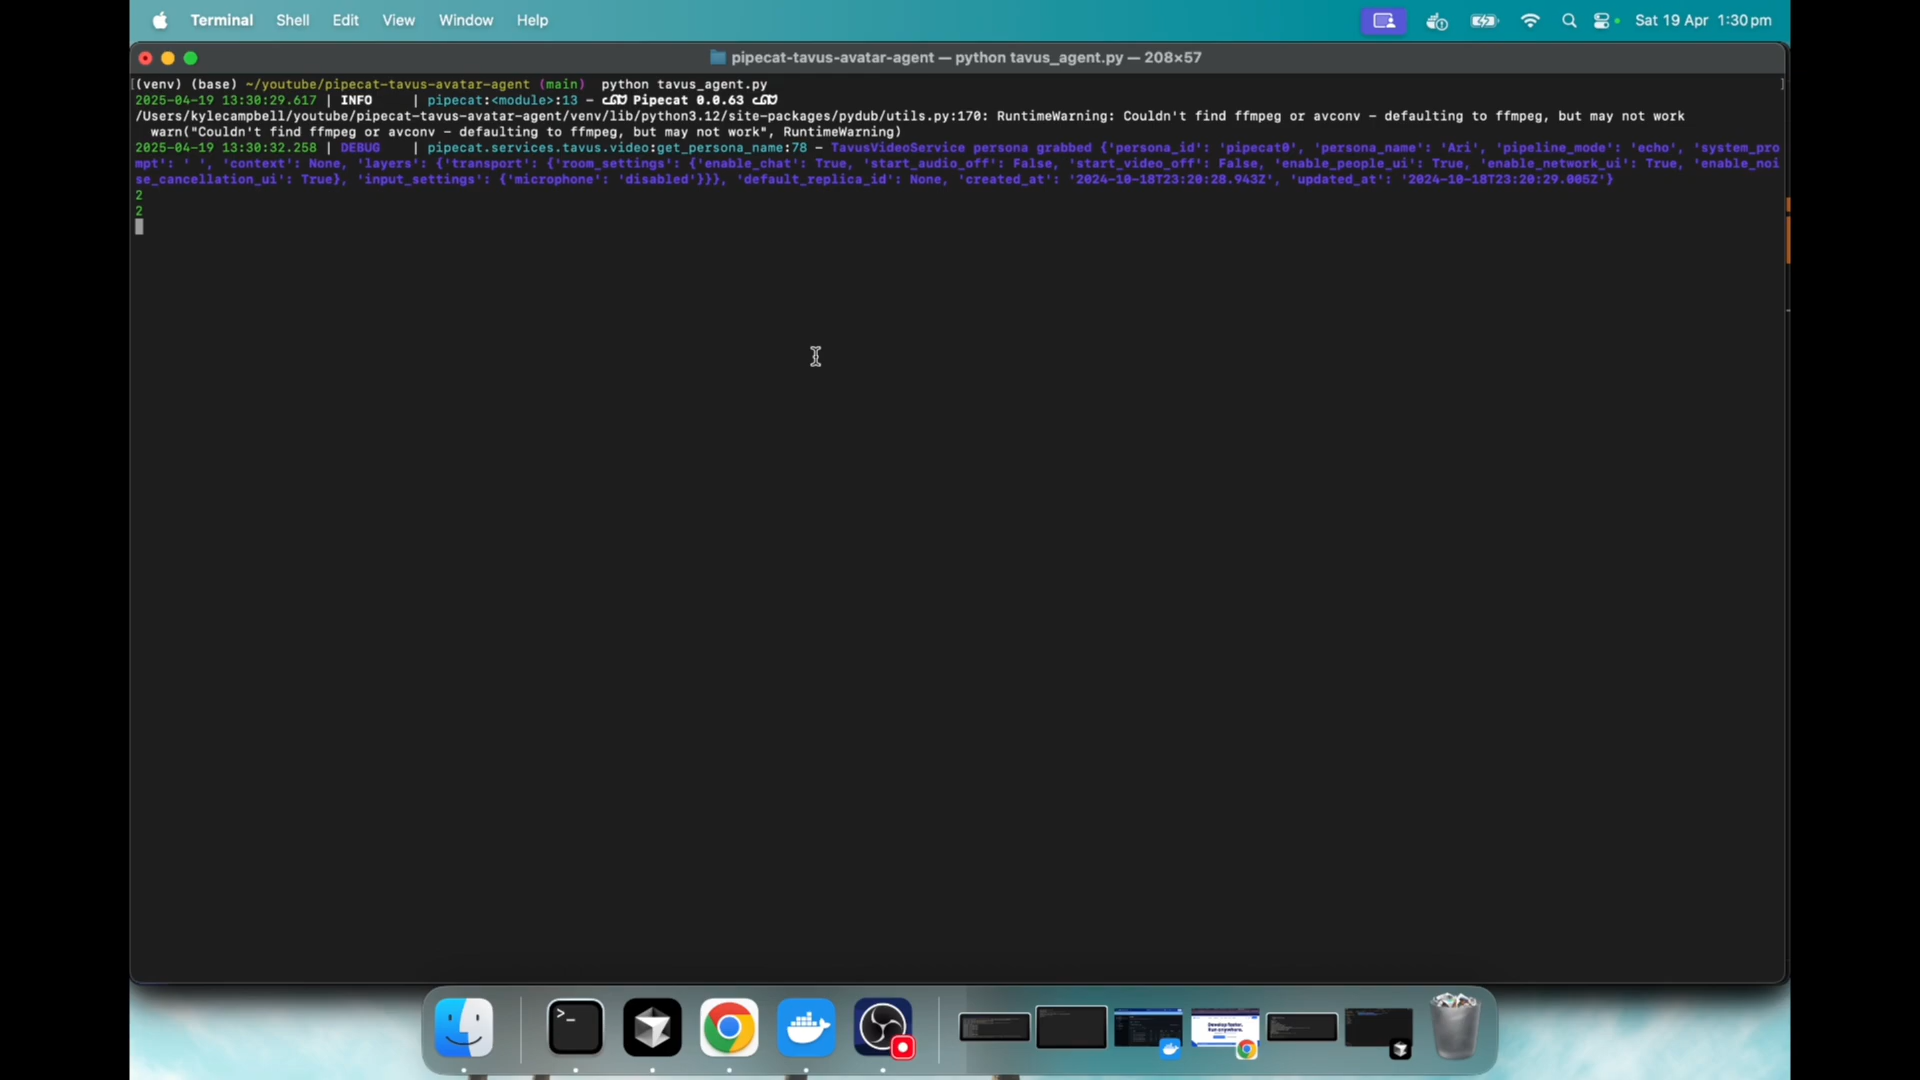 Terminal Shell Edit View Window Help Sat 19 Apr 1:30 pm
pipecat-tavus-avatar-agent — python tavus_agent.py — 208×57
[(venv) (base) ~/youtube/pipecat-tavus-avatar-agent (main) python tavus_agent.py ]
2025-04-19 13:30:29.617 | INFO | pipecat:<module>:13 - ᓚᘏᗢ Pipecat 0.0.63 ᓚᘏᗢ
/Users/kylecampbell/youtube/pipecat-tavus-avatar-agent/venv/lib/python3.12/site-packages/pydub/utils.py:170: RuntimeWarning: Couldn't find ffmpeg or avconv - defaulting to ffmpeg, but may not work
warn("Couldn't find ffmpeg or avconv - defaulting to ffmpeg, but may not work", RuntimeWarning)
2025-04-19 13:30:32.258 | DEBUG | pipecat.services.tavus.video:get_persona_name:78 - TavusVideoService persona grabbed {'persona_id': 'pipecat0', 'persona_name': 'Ari', 'pipeline_mode': 'echo', 'system_pro
mpt': ' ', 'context': None, 'layers': {'transport': {'room_settings': {'enable_chat': True, 'start_audio_off': False, 'start_video_off': False, 'enable_people_ui': True, 'enable_network_ui': True, 'enable_noi
se_cancellation_ui': True}, 'input_settings': {'microphone': 'disabled'}}}, 'default_replica_id': None, 'created_at': '2024-10-18T23:20:28.943Z', 'updated_at': '2024-10-18T23:20:29.005Z'}
2
2
>_
Develop faster.
Run anywhere.